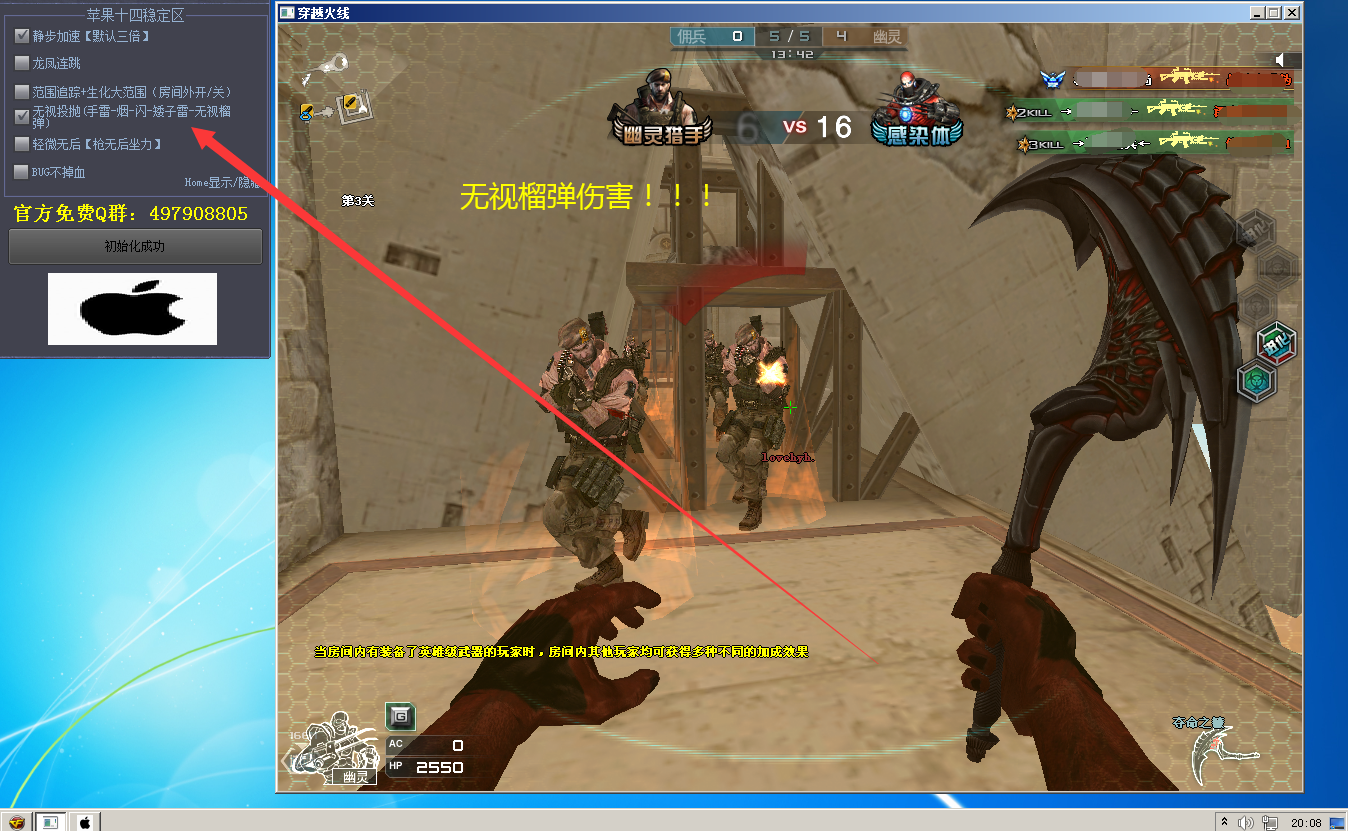 苹果十四稳定区
静步加速【默认三倍】
龙凤连跳
范围追踪+生化大范围（房间外开/关）
无视投抛(手雷-烟-闪-矮子雷-无视榴
弹)
轻微无后【枪无后坐力】
BUG不掉血
Home显示/隐藏
官方免费Q群：497908805
初始化成功
穿越火线
佣兵 0 5 / 5 4 幽灵
13:42
幽灵猎手 6 VS 16 感染体
2KILL
3KILL
第3关
无视榴弹伤害！！！
进化
lovehyh.
当房间内有装备了英雄级武器的玩家时，房间内其他玩家均可获得多种不同的加成效果
G
AC 0
HP 2550
幽灵
夺命之镰
20:08